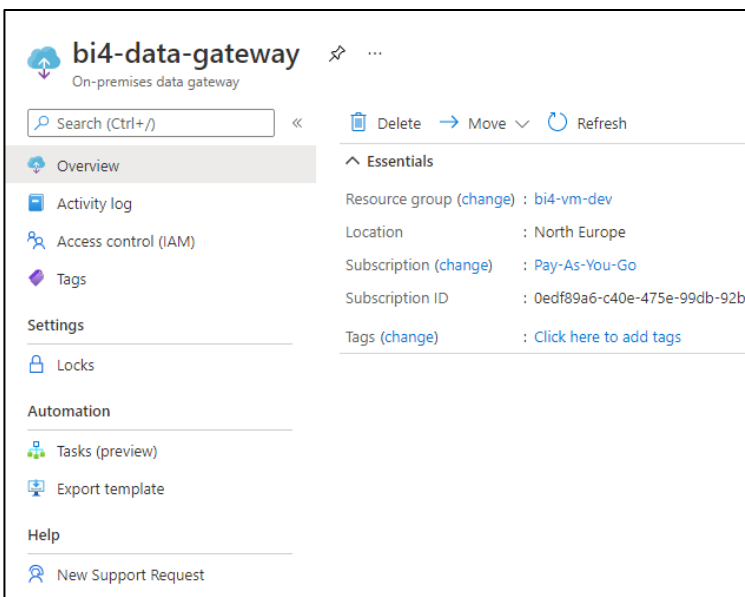 bi4-data-gateway
On-premises data gateway
Search (Ctrl+/)
Overview
Activity log
Access control (IAM)
Tags
Settings
Locks
Automation
Tasks (preview)
Export template
Help
New Support Request
Delete Move Refresh
Essentials
Resource group (change) : bi4-vm-dev
Location : North Europe
Subscription (change) : Pay-As-You-Go
Subscription ID : 0edf89a6-c40e-475e-99db-92b
Tags (change) : Click here to add tags